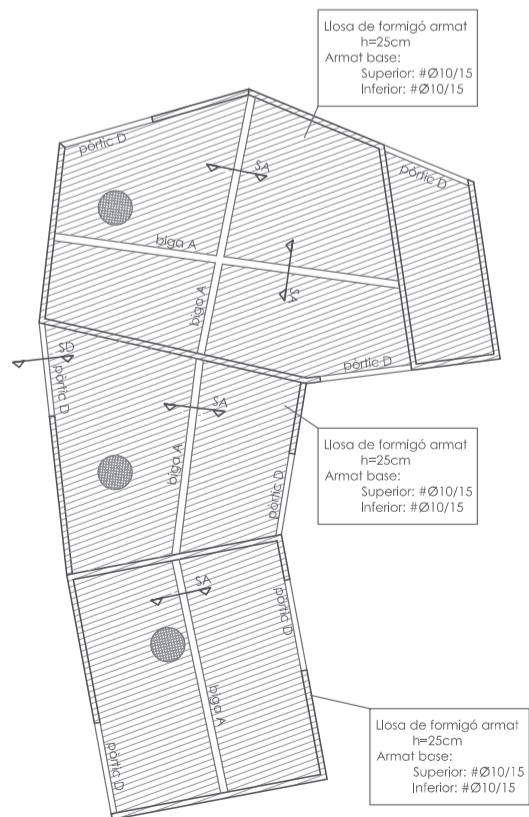 Llosa de formigó armat
h=25cm
Armat base:
Superior: #Ø10/15
Inferior: #Ø10/15
pòrtic D
SA
pòrtic D
biga A
SA
biga A
SD
pòrtic D
pòrtic D
SA
biga A
pòrtic D
Llosa de formigó armat
h=25cm
Armat base:
Superior: #Ø10/15
Inferior: #Ø10/15
SA
pòrtic D
biga A
pòrtic D
Llosa de formigó armat
h=25cm
Armat base:
Superior: #Ø10/15
Inferior: #Ø10/15